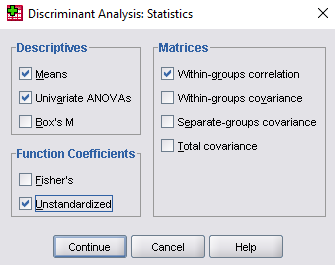 Discriminant Analysis: Statistics
Descriptives
Means
Univariate ANOVAs
Box's M
Function Coefficients
Fisher's
Unstandardized
Matrices
Within-groups correlation
Within-groups covariance
Separate-groups covariance
Total covariance
Continue Cancel Help